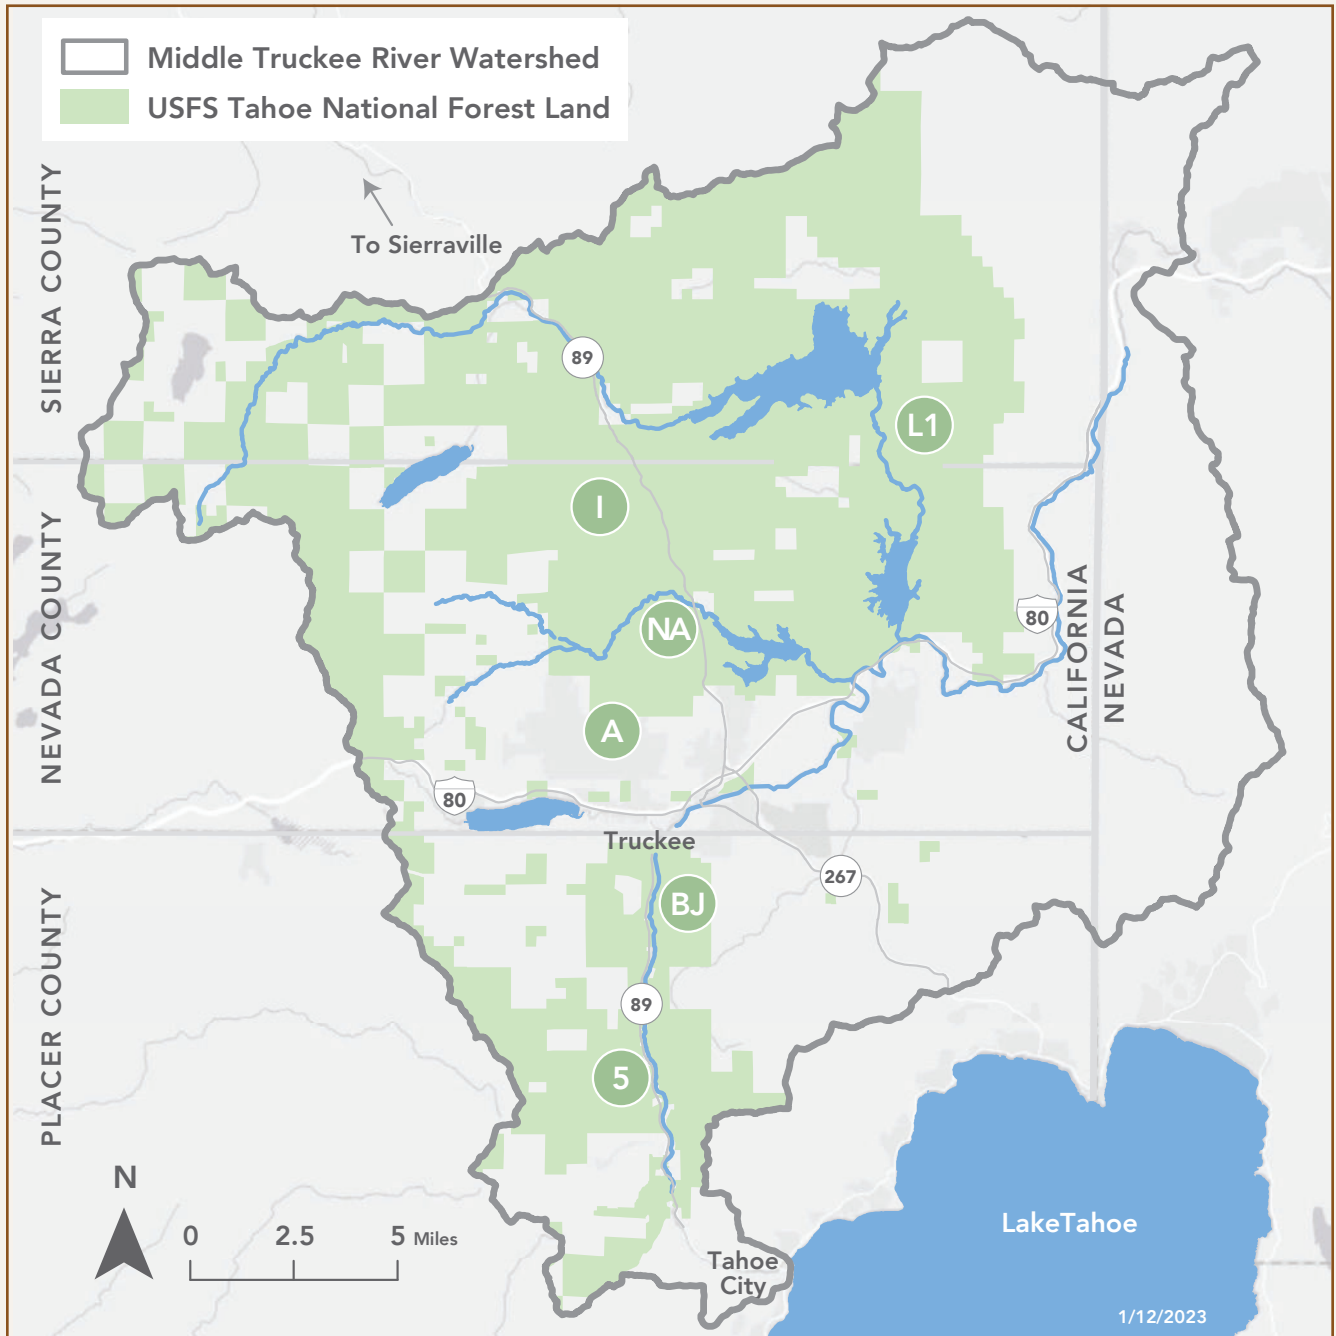 Middle Truckee River Watershed
USFS Tahoe National Forest Land
SIERRA COUNTY
To Sierraville
89
L1
I
NEVADA COUNTY
NA
80
CALIFORNIA
NEVADA
A
80
Truckee
267
BJ
PLACER COUNTY
89
5
N
0 2.5 5 Miles
LakeTahoe
Tahoe
City
1/12/2023